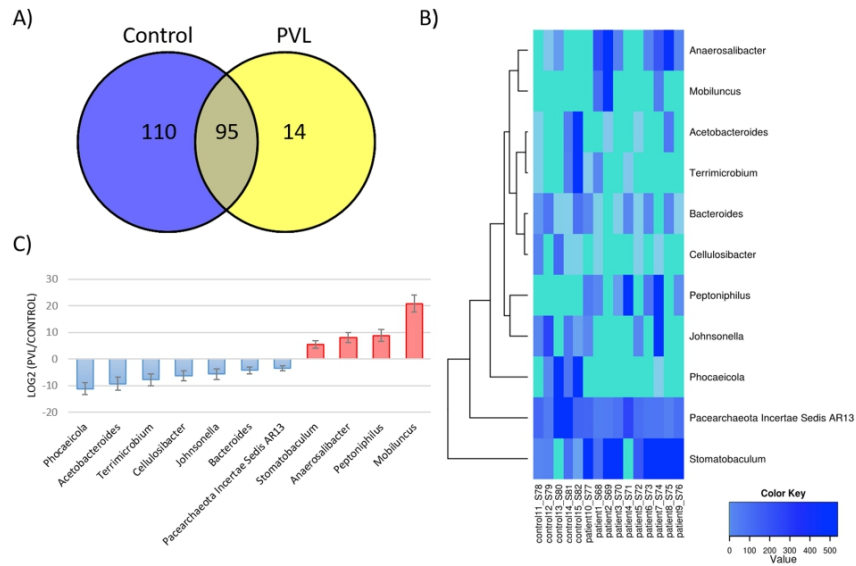 A)
Control PVL
110 95 14
B)
Anaerosalibacter
Mobiluncus
Acetobacteroides
Terrimicrobium
Bacteroides
Cellulosibacter
Peptoniphilus
Johnsonella
Phocaeicola
Pacearchaeota Incertae Sedis AR13
Stomatobaculum
control11_S78
control12_S79
control13_S80
control14_S81
control15_S82
patient10_S77
patient1_S68
patient2_S69
patient3_S70
patient4_S71
patient5_S72
patient6_S73
patient7_S74
patient8_S75
patient9_S76
Color Key
0 100 200 300 400 500
Value
C)
LOG2 (PVL/CONTROL)
30
20
10
0
-10
-20
Phocaeicola
Acetobacteroides
Terrimicrobium
Cellulosibacter
Johnsonella
Bacteroides
Pacearchaeota Incertae Sedis AR13
Stomatobaculum
Anaerosalibacter
Peptoniphilus
Mobiluncus